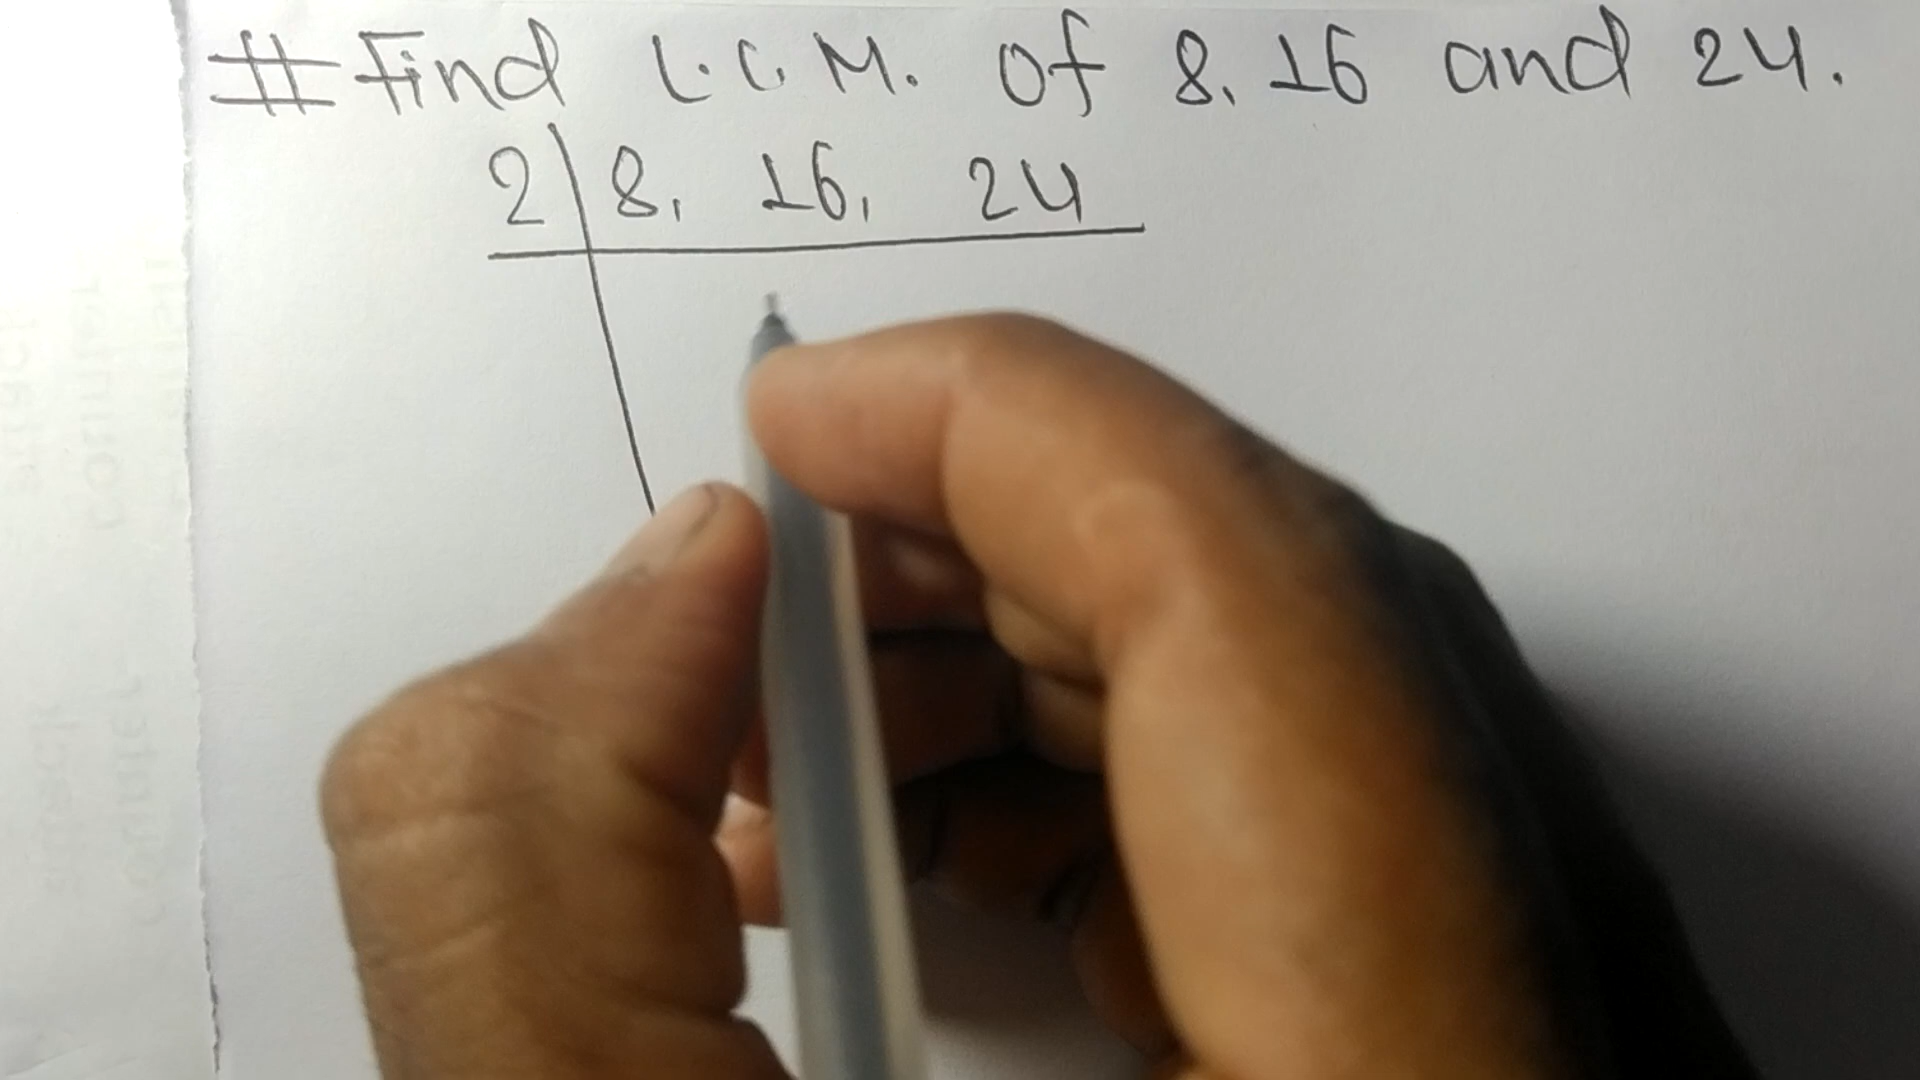 # Find L.C.M. Of 8, 16 and 24.
2 8, 16, 24